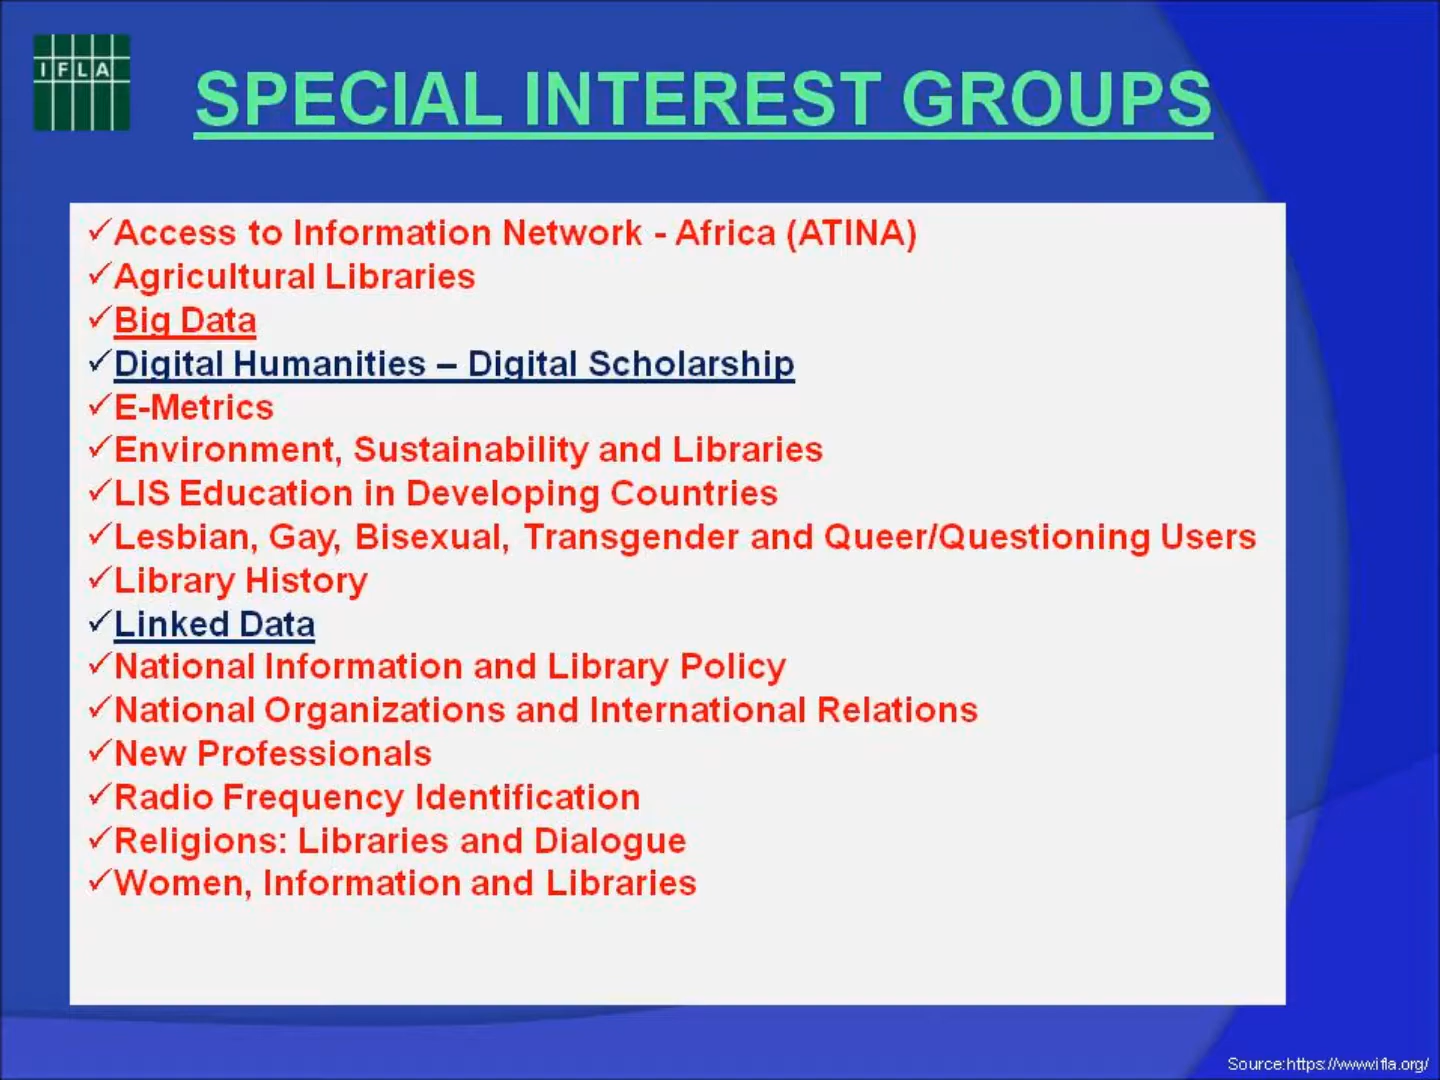 IFLA
SPECIAL INTEREST GROUPS
✓Access to Information Network - Africa (ATINA)
✓Agricultural Libraries
✓Big Data
✓Digital Humanities – Digital Scholarship
✓E-Metrics
✓Environment, Sustainability and Libraries
✓LIS Education in Developing Countries
✓Lesbian, Gay, Bisexual, Transgender and Queer/Questioning Users
✓Library History
✓Linked Data
✓National Information and Library Policy
✓National Organizations and International Relations
✓New Professionals
✓Radio Frequency Identification
✓Religions: Libraries and Dialogue
✓Women, Information and Libraries
Source:https://www.ifla.org/